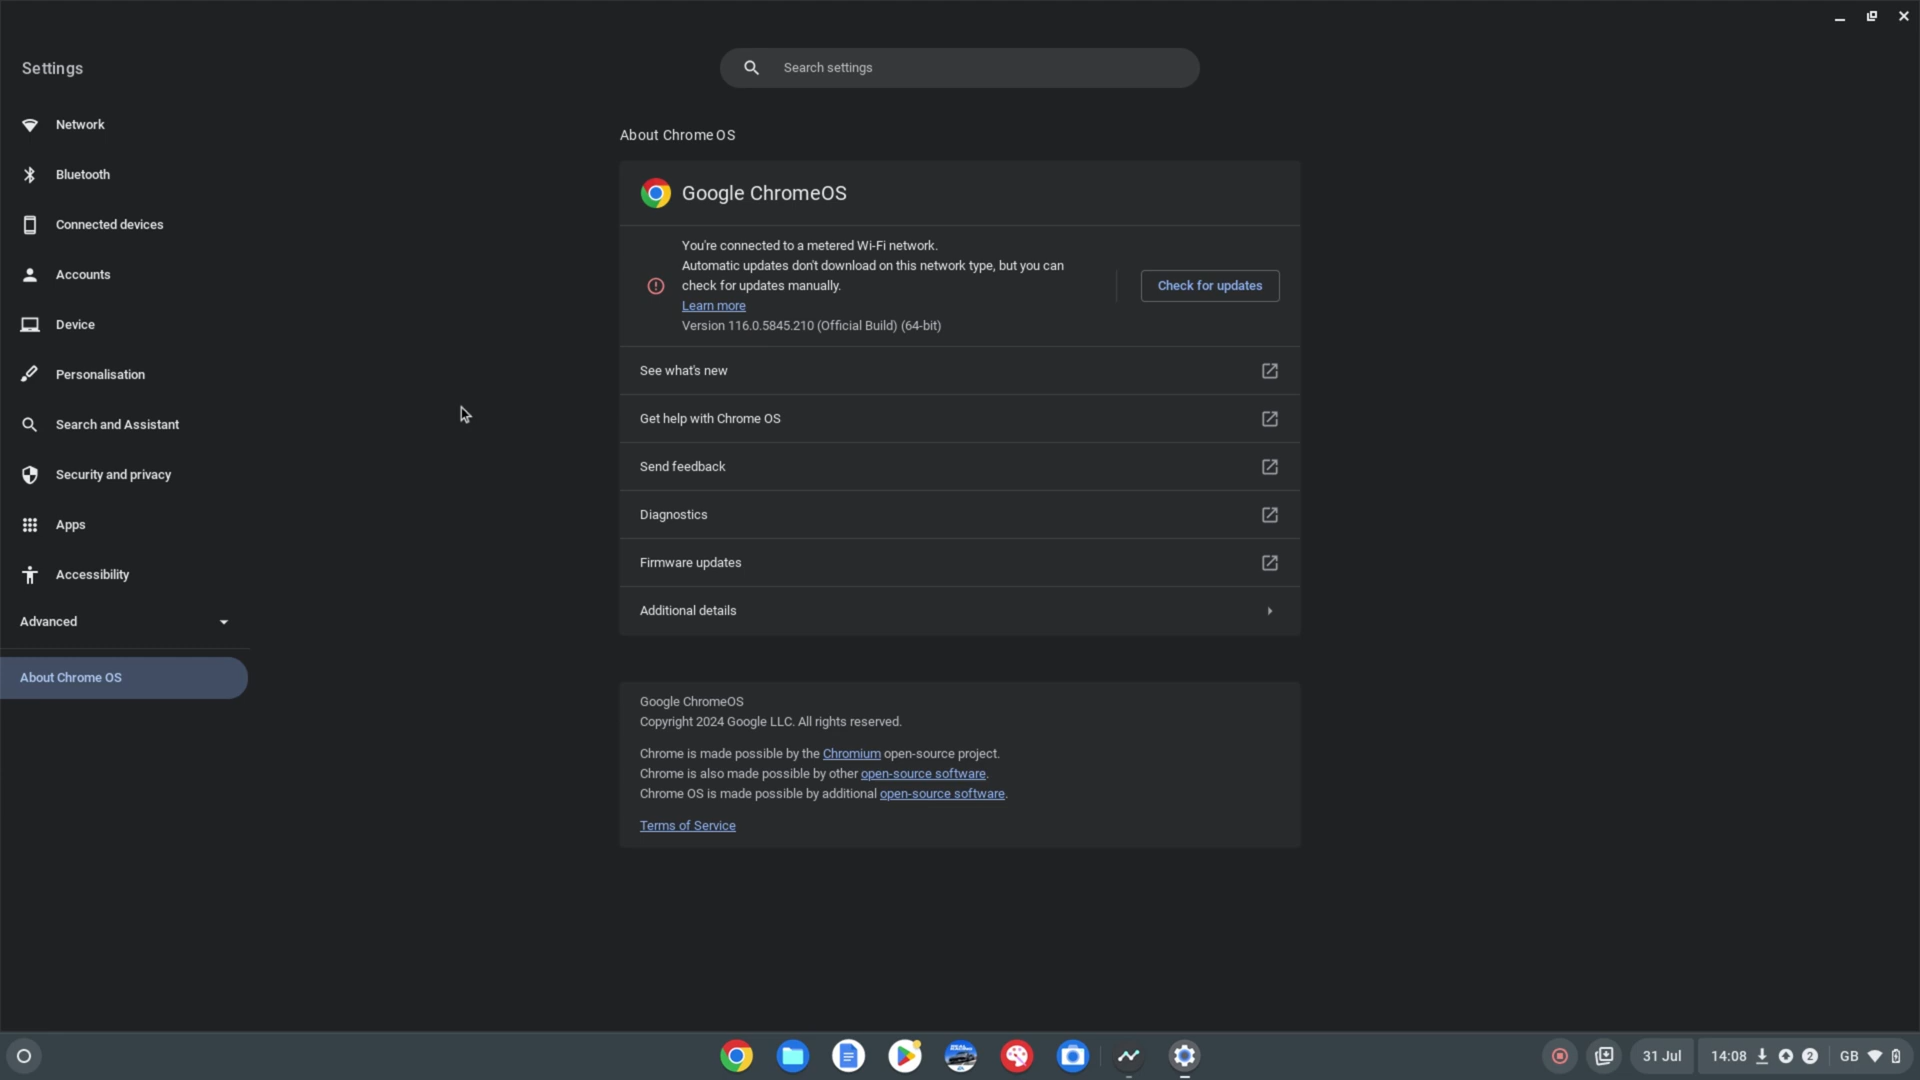 Settings
Search settings
Network
Bluetooth
Connected devices
Accounts
Device
Personalisation
Search and Assistant
Security and privacy
Apps
Accessibility
Advanced
About Chrome OS
About Chrome OS
Google ChromeOS
You're connected to a metered Wi-Fi network.
Automatic updates don't download on this network type, but you can
check for updates manually.
Learn more
Version 116.0.5845.210 (Official Build) (64-bit)
Check for updates
See what's new
Get help with Chrome OS
Send feedback
Diagnostics
Firmware updates
Additional details
Google ChromeOS
Copyright 2024 Google LLC. All rights reserved.
Chrome is made possible by the Chromium open-source project.
Chrome is also made possible by other open-source software.
Chrome OS is made possible by additional open-source software.
Terms of Service
31 Jul
14:08
2
GB